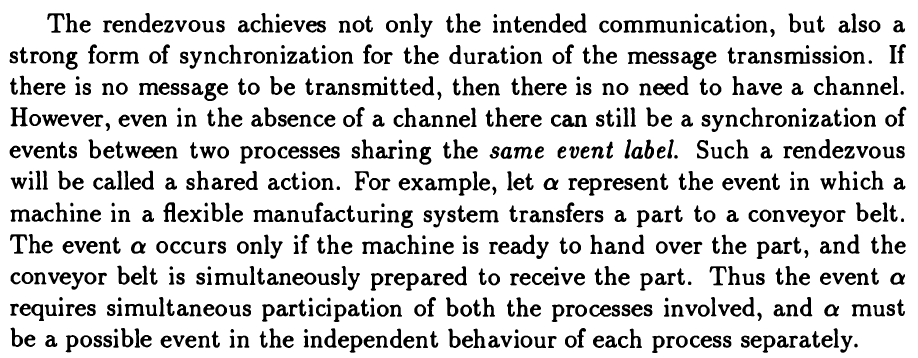 The rendezvous achieves not only the intended communication, but also a
strong form of synchronization for the duration of the message transmission. If
there is no message to be transmitted, then there is no need to have a channel.
However, even in the absence of a channel there can still be a synchronization of
events between two processes sharing the same event label. Such a rendezvous
will be called a shared action. For example, let α represent the event in which a
machine in a flexible manufacturing system transfers a part to a conveyor belt.
The event α occurs only if the machine is ready to hand over the part, and the
conveyor belt is simultaneously prepared to receive the part. Thus the event α
requires simultaneous participation of both the processes involved, and α must
be a possible event in the independent behaviour of each process separately.